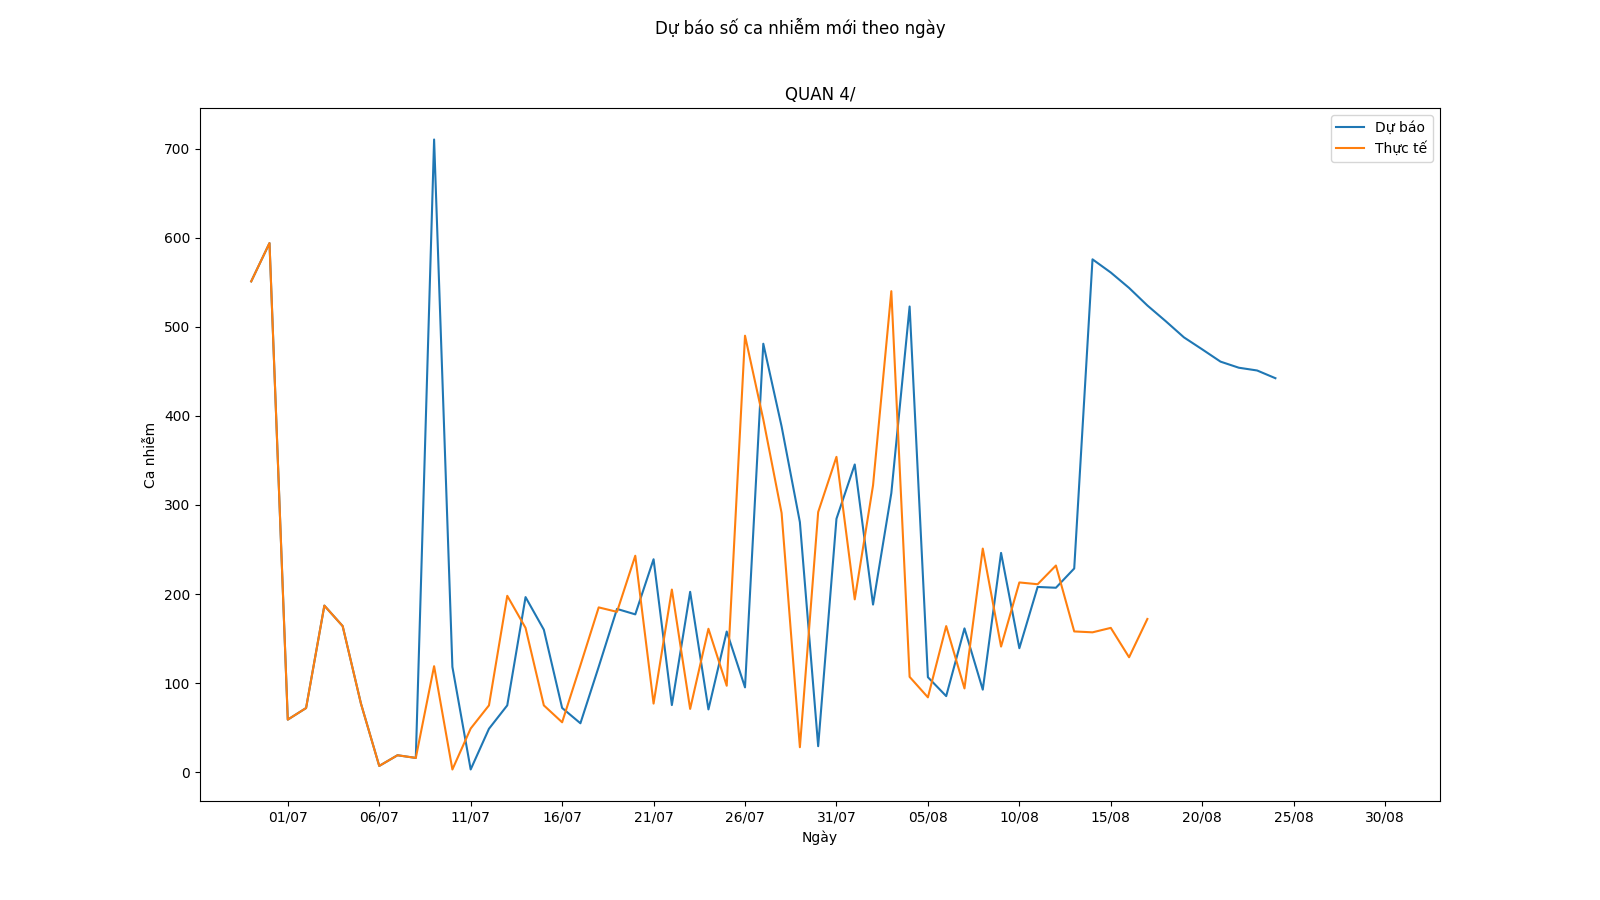 Dự báo số ca nhiễm mới theo ngày
QUAN 4/
Dự báo
Thực tế
700
600
500
400
300
200
100
0
Ca nhiễm
01/07 06/07 11/07 16/07 21/07 26/07 31/07 05/08 10/08 15/08 20/08 25/08 30/08
Ngày